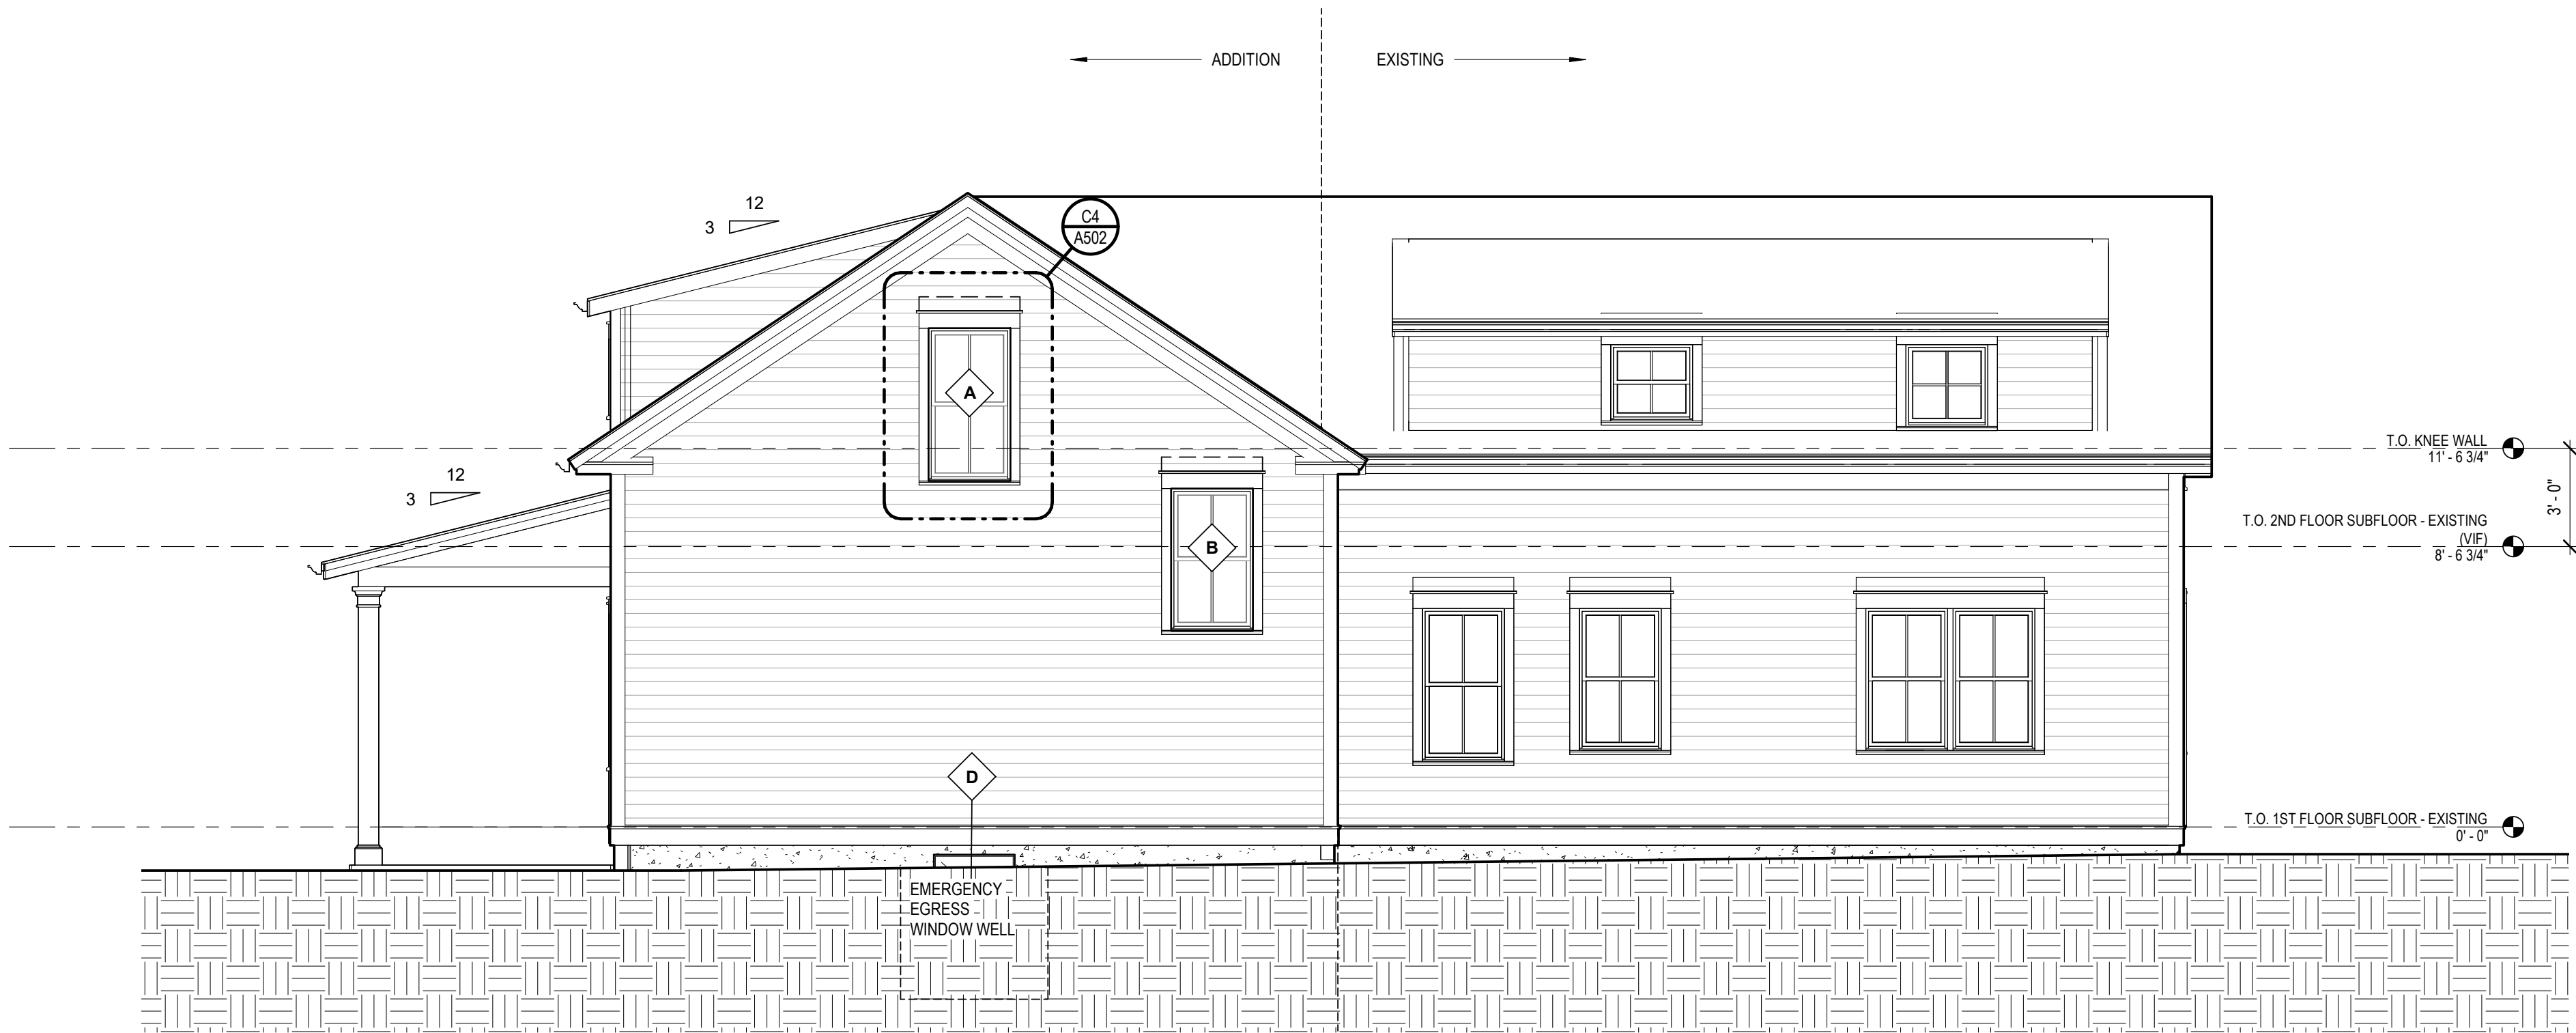 ADDITION
EXISTING
12
3
C4
A502
A
T.O. KNEE WALL
11' - 6 3/4"
12
3
3' - 0"
T.O. 2ND FLOOR SUBFLOOR - EXISTING
(VIF)
8' - 6 3/4"
B
D
T.O. 1ST FLOOR SUBFLOOR - EXISTING
0' - 0"
EMERGENCY
EGRESS
WINDOW WELL